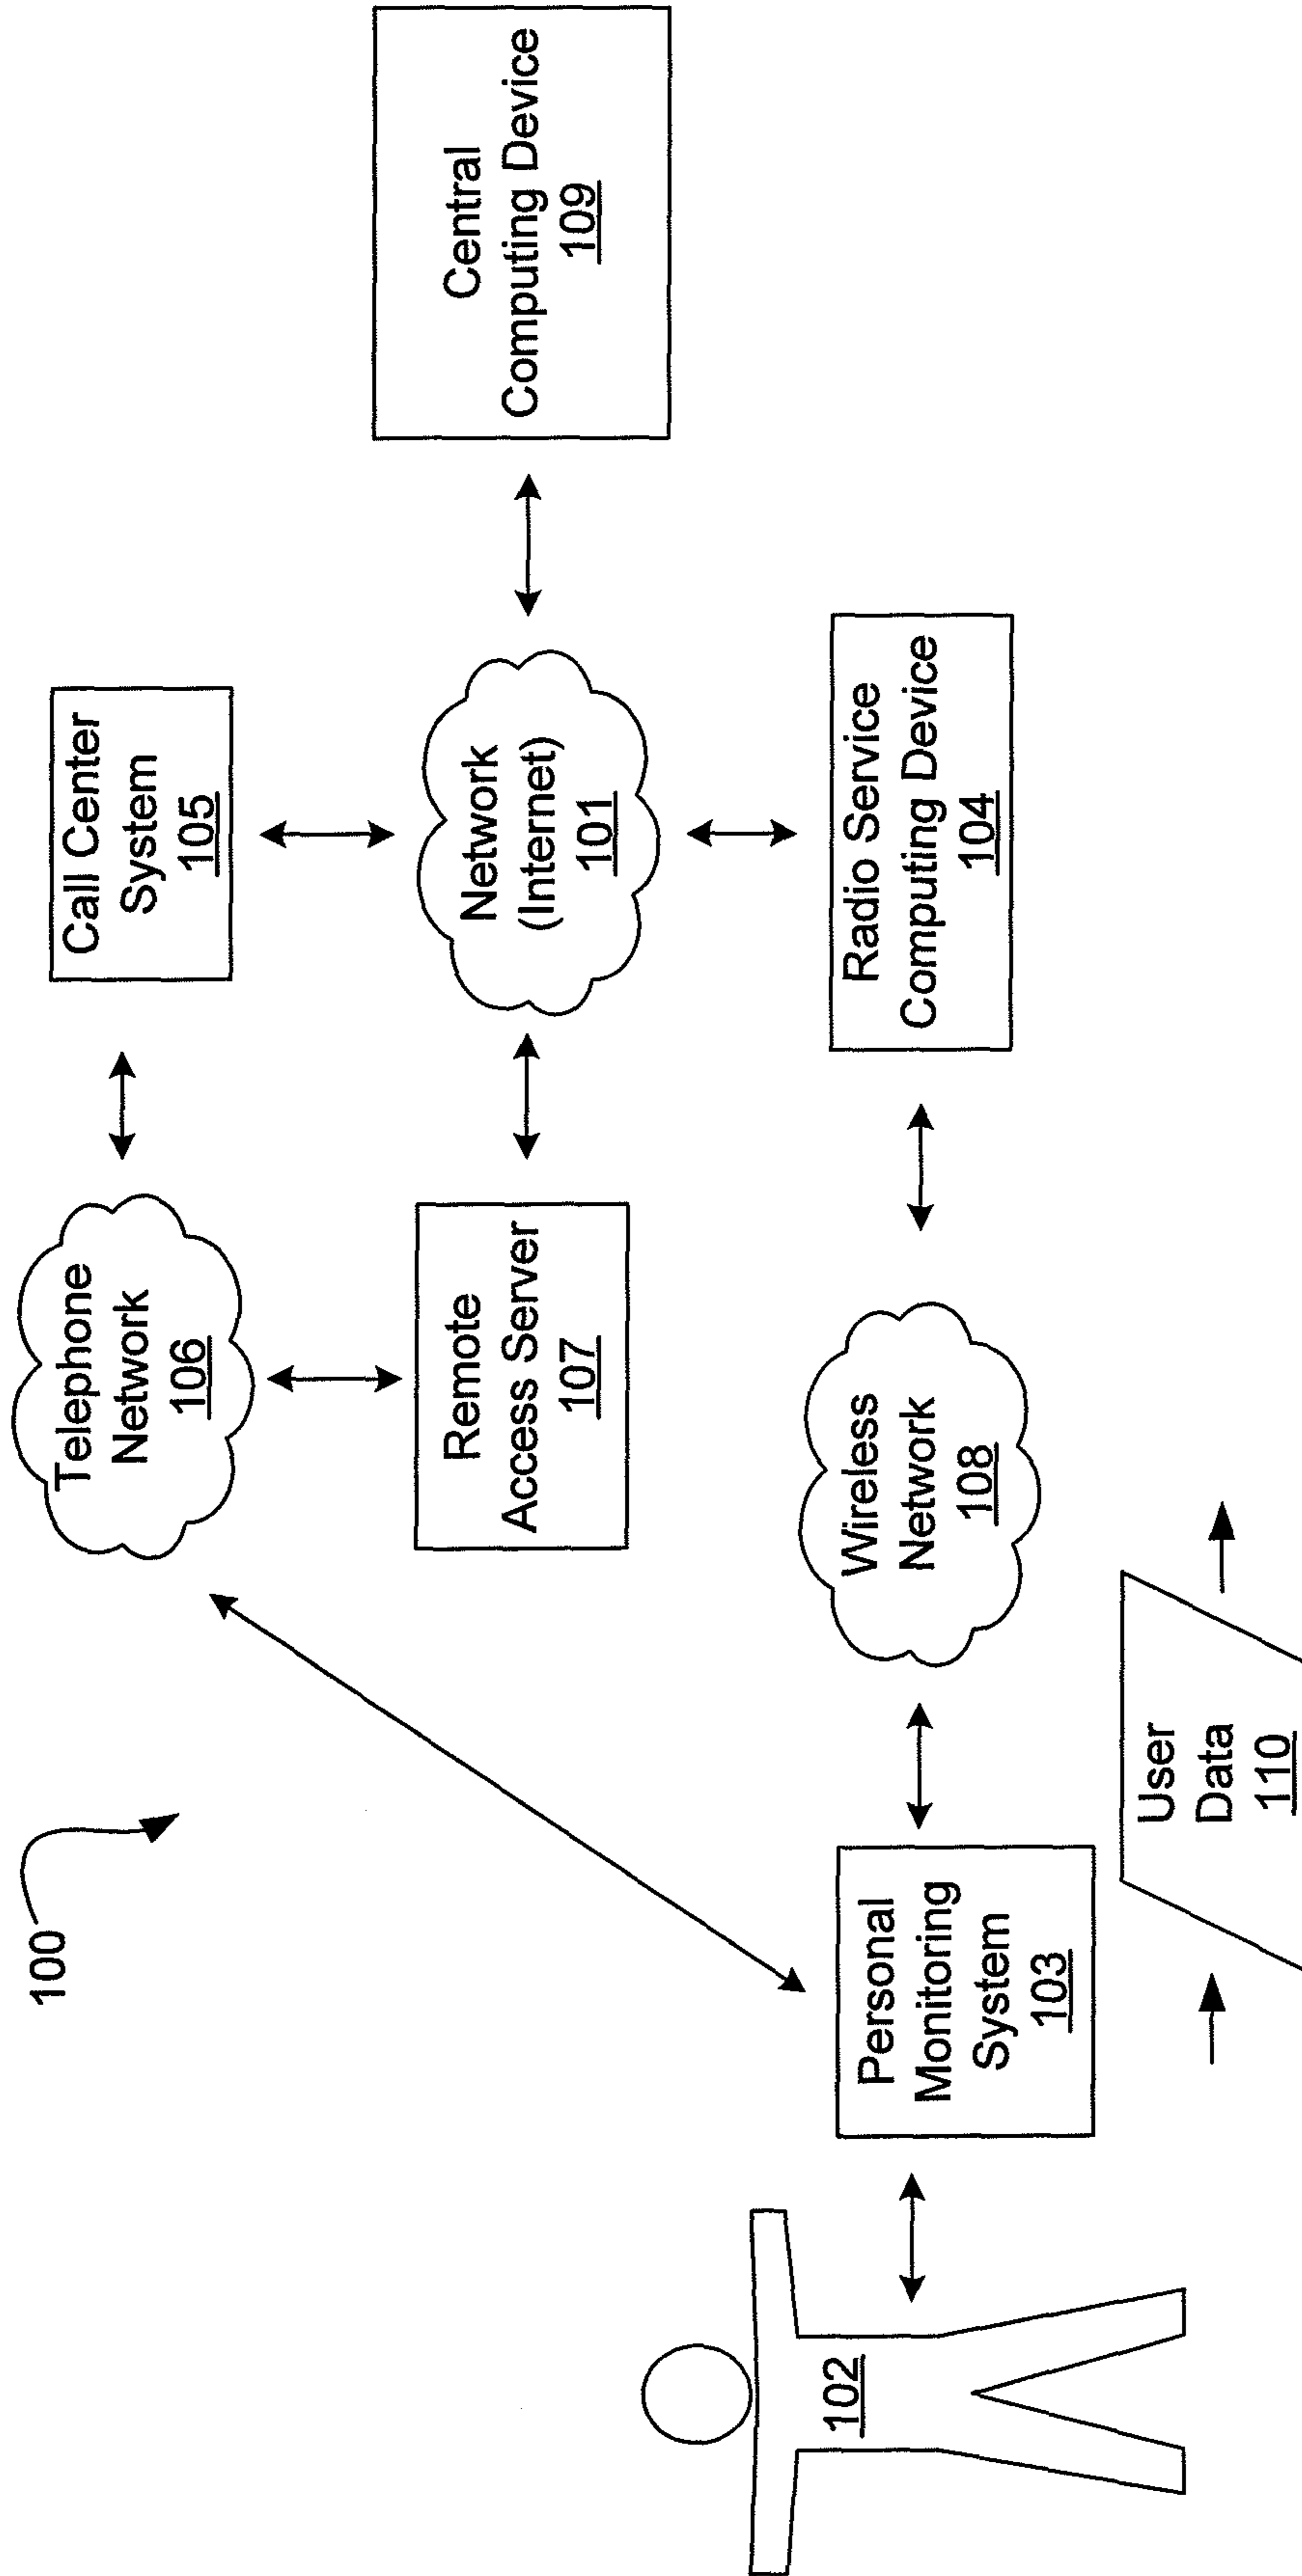 100
Telephone
Network
106
Call Center
System
105
Remote
Access Server
107
Network
(Internet)
101
Central
Computing Device
109
102
Personal
Monitoring
System
103
Wireless
Network
108
Radio Service
Computing Device
104
User
Data
110